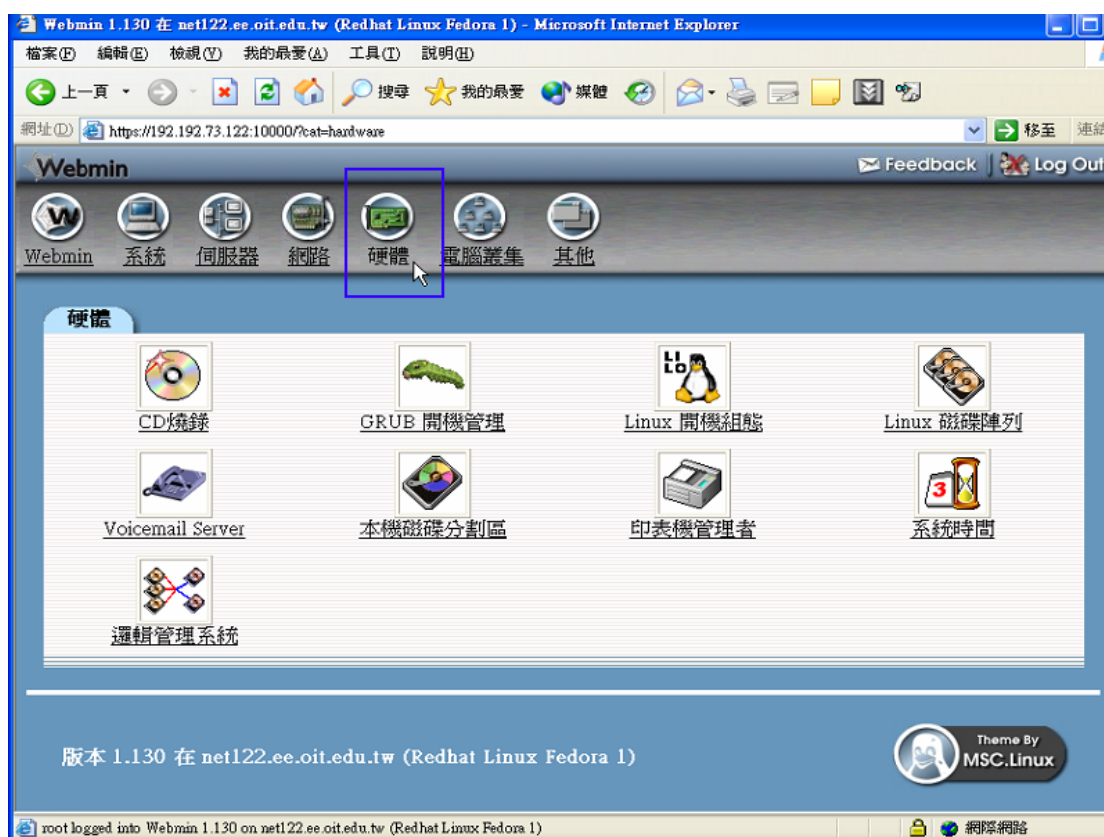 Webmin 1.130 在 net122.ee.oit.edu.tw (Redhat Linux Fedora 1) - Microsoft Internet Explorer
檔案(F) 編輯(E) 檢視(V) 我的最愛(A) 工具(T) 說明(H)
上一頁 搜尋 我的最愛 媒體
網址(D) https://192.192.73.122:10000/?cat=hardware 移至 連結
Webmin Feedback Log Out
Webmin 系統 伺服器 網路 硬體 電腦叢集 其他
硬體
LILO
CD燒錄 GRUB 開機管理 Linux 開機組態 Linux 磁碟陣列
3
Voicemail Server 本機磁碟分割區 印表機管理者 系統時間
邏輯管理系統
版本 1.130 在 net122.ee.oit.edu.tw (Redhat Linux Fedora 1)
Theme By
MSC.Linux
root logged into Webmin 1.130 on net122.ee.oit.edu.tw (Redhat Linux Fedora 1) 網際網路